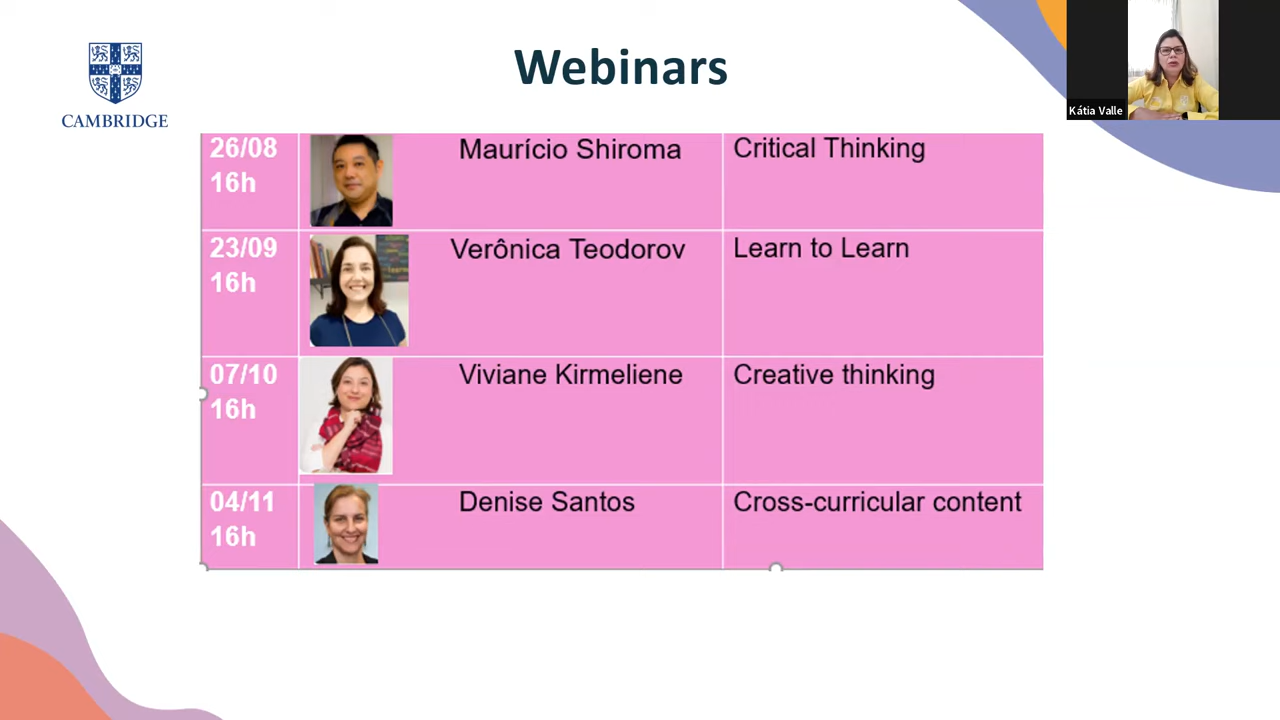 Webinars
CAMBRIDGE
Kátia Valle
26/08
16h
Maurício Shiroma
Critical Thinking
23/09
16h
Verônica Teodorov
Learn to Learn
07/10
16h
Viviane Kirmeliene
Creative thinking
04/11
16h
Denise Santos
Cross-curricular content